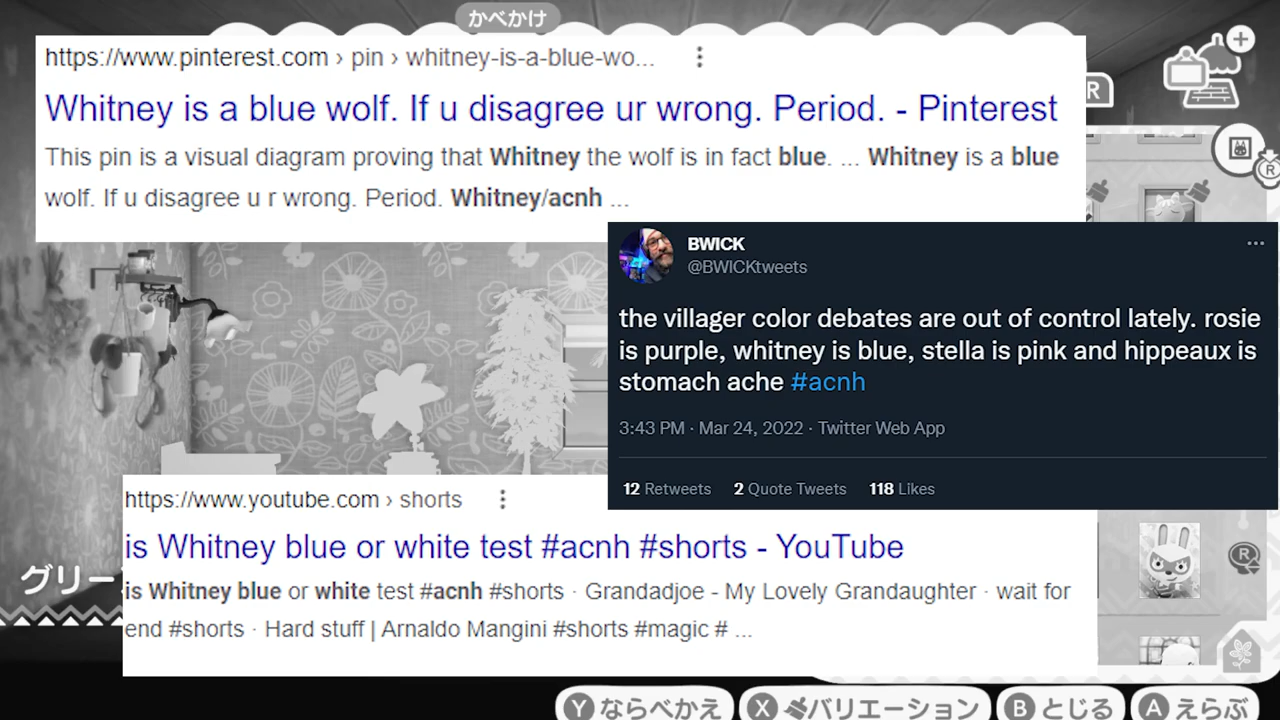 かべかけ
https://www.pinterest.com › pin › whitney-is-a-blue-wo...
Whitney is a blue wolf. If u disagree ur wrong. Period. - Pinterest
This pin is a visual diagram proving that Whitney the wolf is in fact blue. ... Whitney is a blue
wolf. If u disagree u r wrong. Period. Whitney/acnh ...
R
R
BWICK
@BWICKtweets
the villager color debates are out of control lately. rosie
is purple, whitney is blue, stella is pink and hippeaux is
stomach ache #acnh
3:43 PM · Mar 24, 2022 · Twitter Web App
12 Retweets 2 Quote Tweets 118 Likes
https://www.youtube.com › shorts
is Whitney blue or white test #acnh #shorts - YouTube
is Whitney blue or white test #acnh #shorts · Grandadjoe - My Lovely Grandaughter · wait for
end #shorts · Hard stuff | Arnaldo Mangini #shorts #magic # ...
グリー
R
Y ならべかえ X バリエーション B とじる A えらぶ